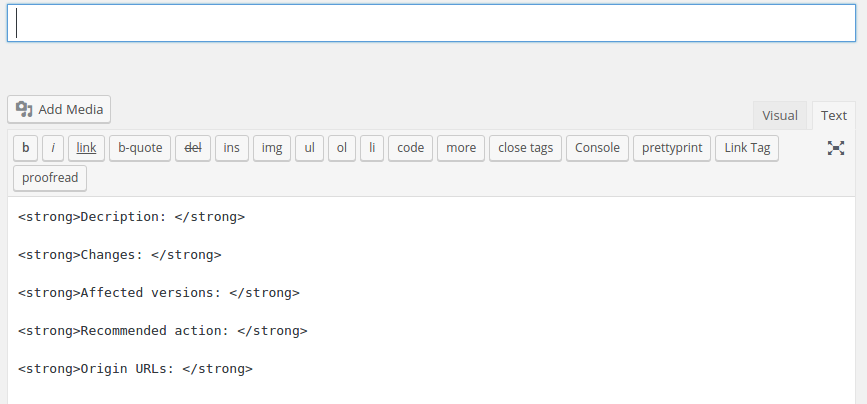 Add Media
Visual Text
b i link b-quote del ins img ul ol li code more close tags Console prettyprint Link Tag
proofread
<strong>Decription: </strong>
<strong>Changes: </strong>
<strong>Affected versions: </strong>
<strong>Recommended action: </strong>
<strong>Origin URLs: </strong>